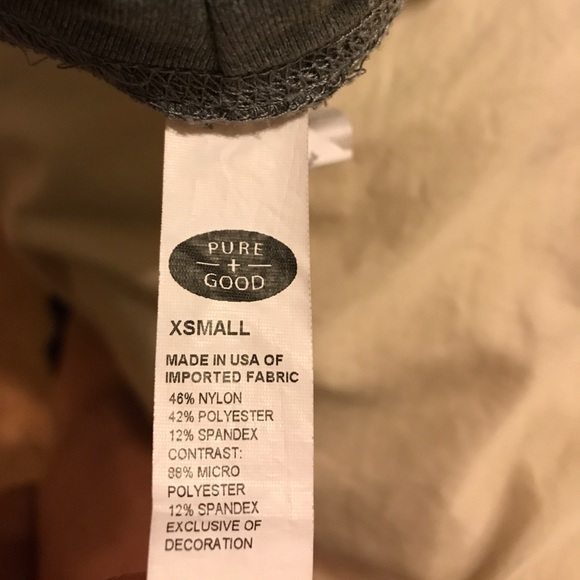 PURE
+
GOOD
XSMALL
MADE IN USA OF
IMPORTED FABRIC
46% NYLON
42% POLYESTER
12% SPANDEX
CONTRAST:
88% MICRO
POLYESTER
12% SPANDEX
EXCLUSIVE OF
DECORATION